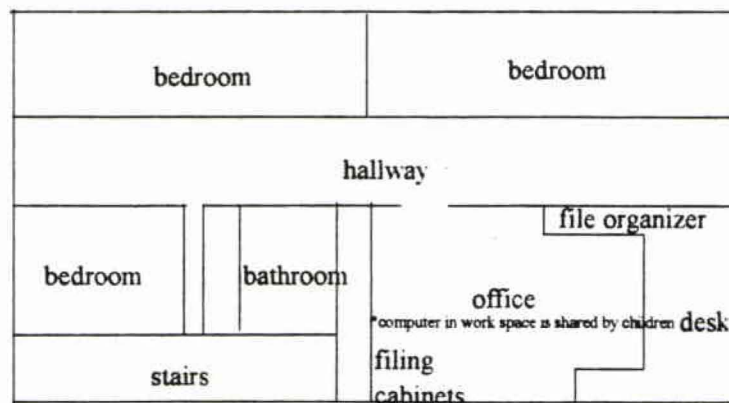 bedroom
bedroom
hallway
file organizer
bedroom
bathroom
office
*computer in work space is shared by children
desk
filing
cabinets
stairs